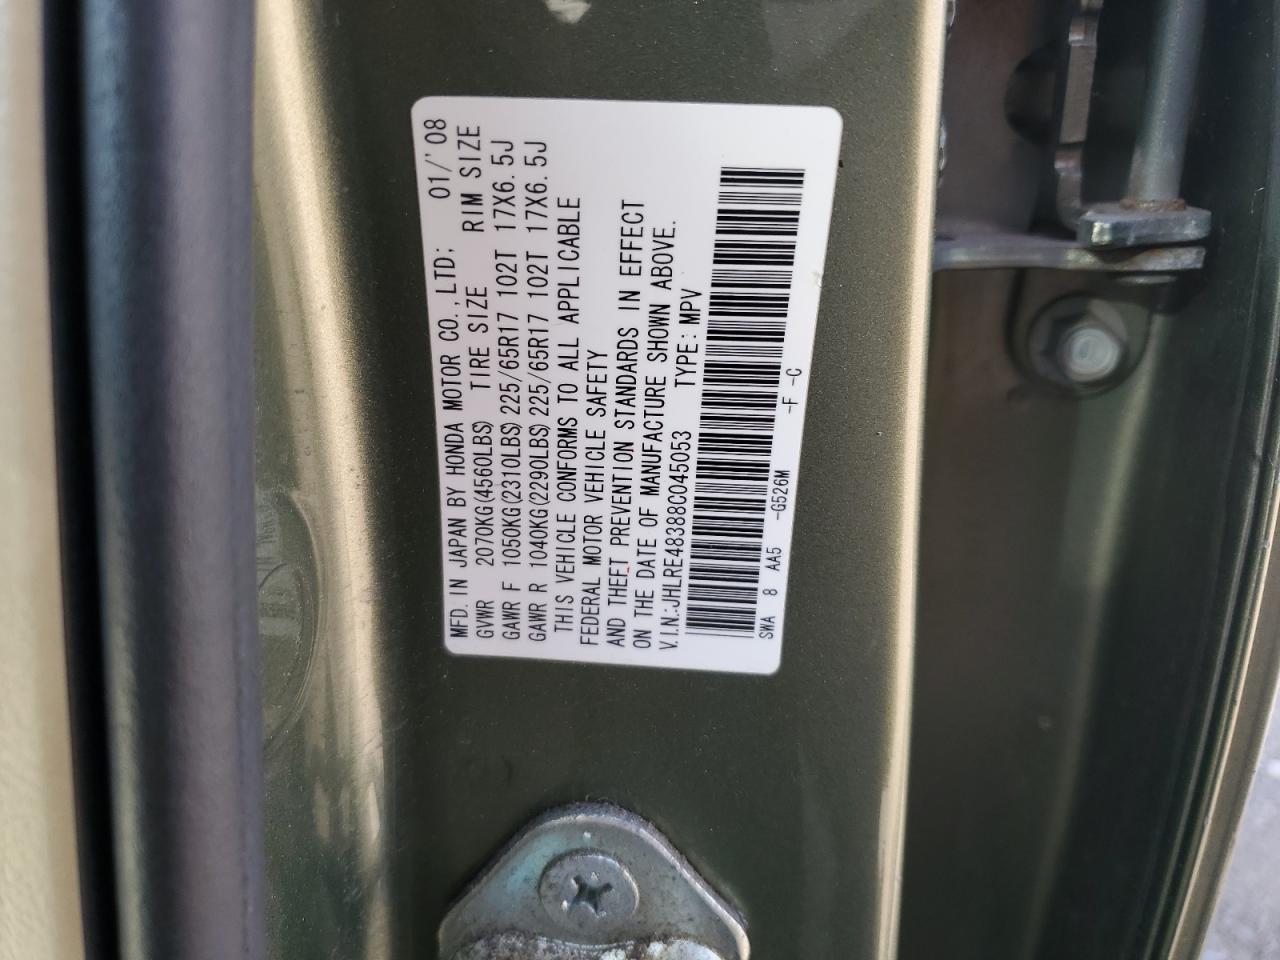 MFD. IN JAPAN BY HONDA MOTOR CO., LTD; 01/'08
GVWR 2070KG(4560LBS) TIRE SIZE RIM SIZE
GAWR F 1050KG(2310LBS) 225/65R17 102T 17X6.5J
GAWR R 1040KG(2290LBS) 225/65R17 102T 17X6.5J
THIS VEHICLE CONFORMS TO ALL APPLICABLE
FEDERAL MOTOR VEHICLE SAFETY
AND THEFT PREVENTION STANDARDS IN EFFECT
ON THE DATE OF MANUFACTURE SHOWN ABOVE.
V.I.N.:JHLRE48388C045053 TYPE: MPV
SWA 8 AA5 -G526M -F -C